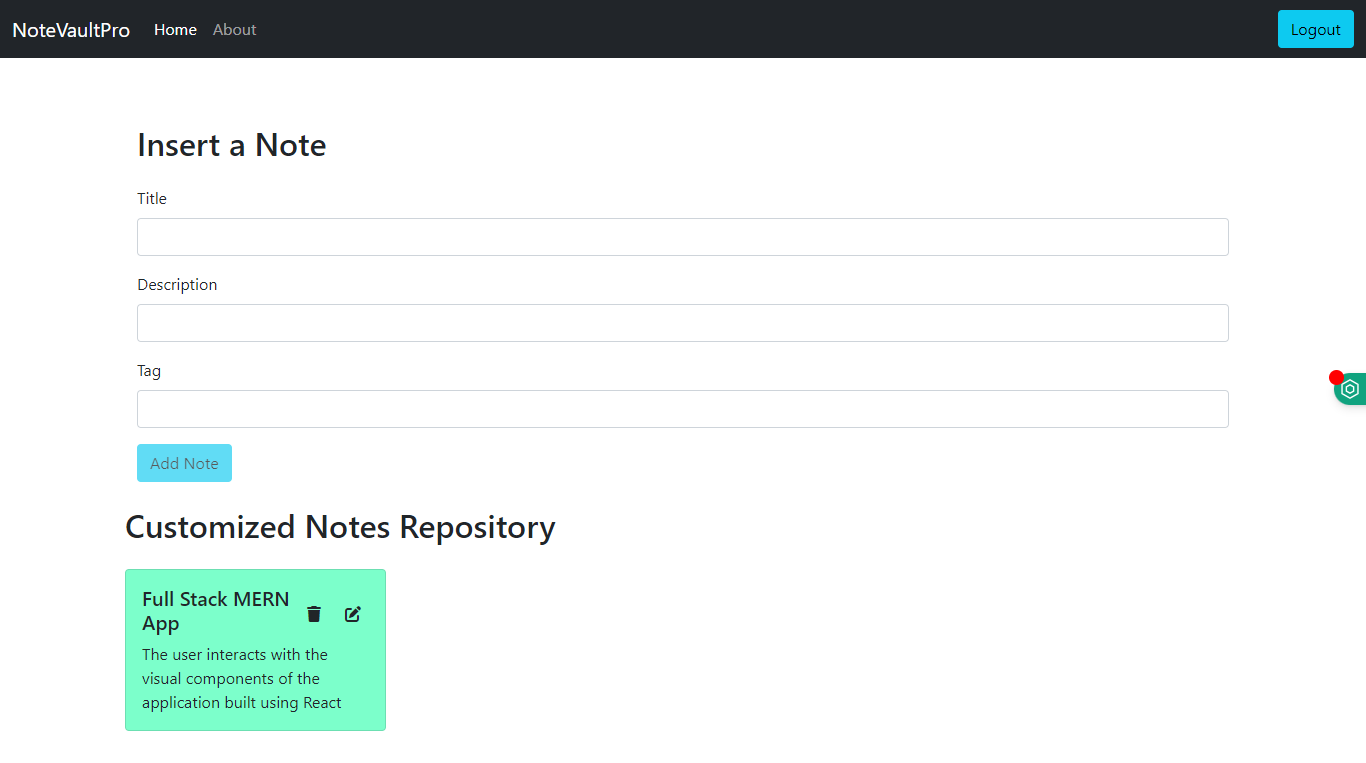 NoteVaultPro Home About Logout
Insert a Note
Title
Description
Tag
Add Note
Customized Notes Repository
Full Stack MERN
App
The user interacts with the
visual components of the
application built using React